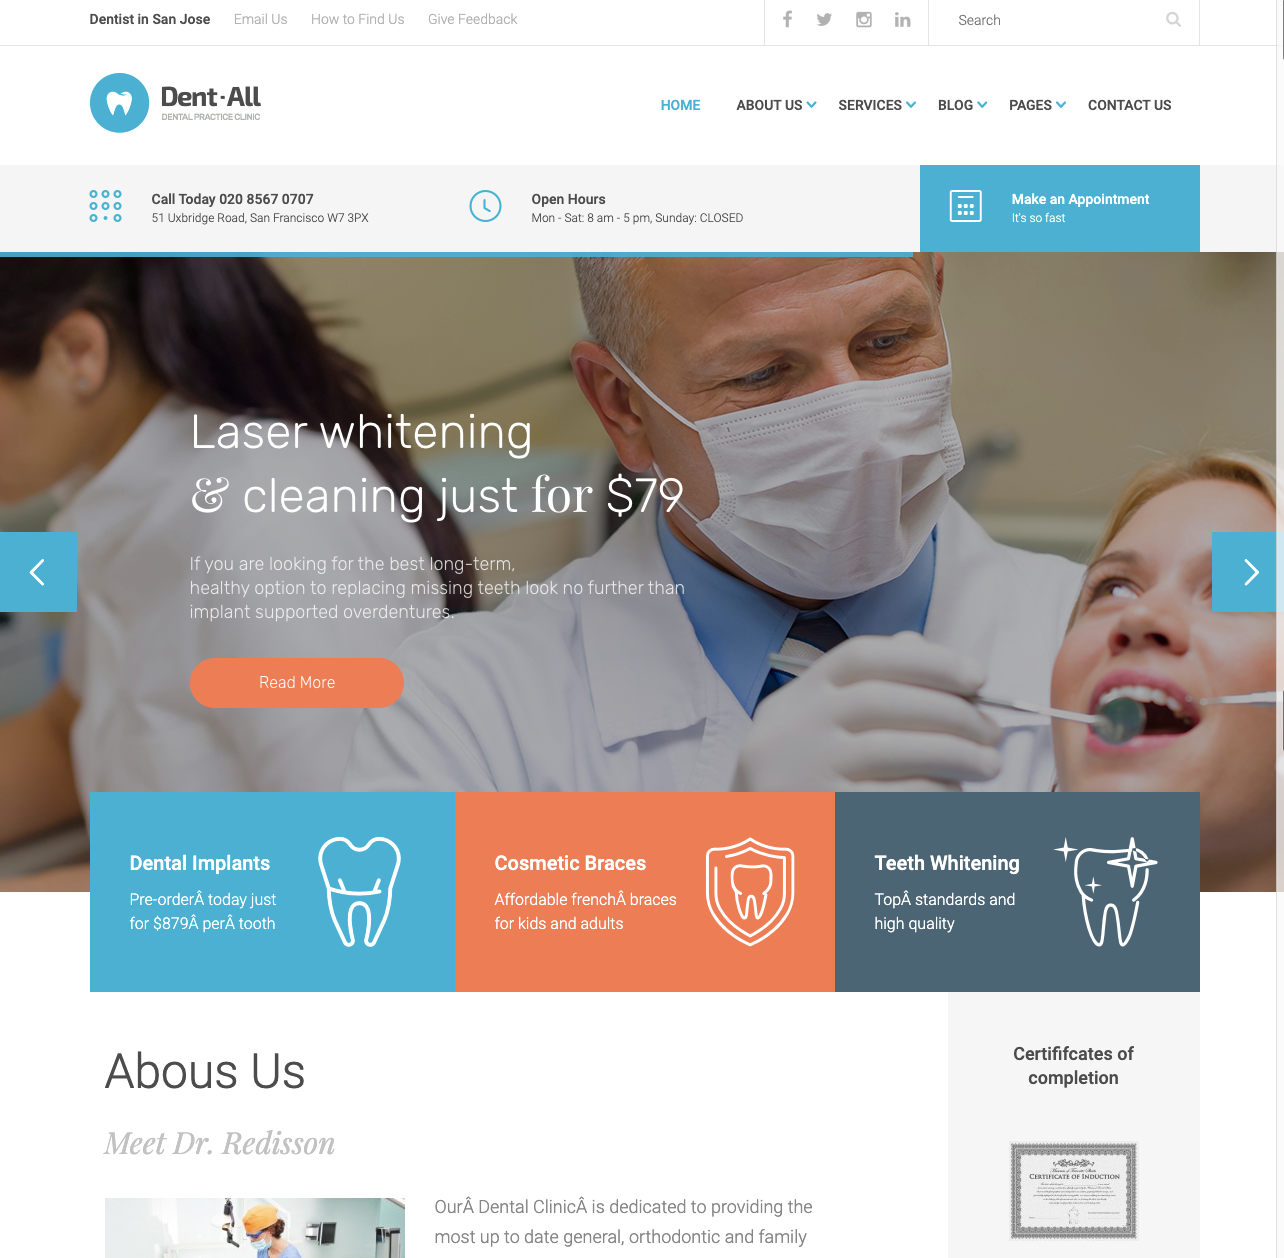 Dentist in San Jose Email Us How to Find Us Give Feedback Search
Dent·All
DENTAL PRACTICE CLINIC
HOME ABOUT US SERVICES BLOG PAGES CONTACT US
Call Today 020 8567 0707
51 Uxbridge Road, San Francisco W7 3PX
Open Hours
Mon - Sat: 8 am - 5 pm, Sunday: CLOSED
Make an Appointment
It's so fast
Laser whitening
& cleaning just for $79
If you are looking for the best long-term,
healthy option to replacing missing teeth look no further than
implant supported overdentures.
Read More
Dental Implants
Pre-orderÂ today just
for $879Â perÂ tooth
Cosmetic Braces
Affordable frenchÂ braces
for kids and adults
Teeth Whitening
TopÂ standards and
high quality
Abous Us
Meet Dr. Redisson
OurÂ Dental ClinicÂ is dedicated to providing the
most up to date general, orthodontic and family
Certififcates of
completion
CERTIFICATE OF INDUCTION